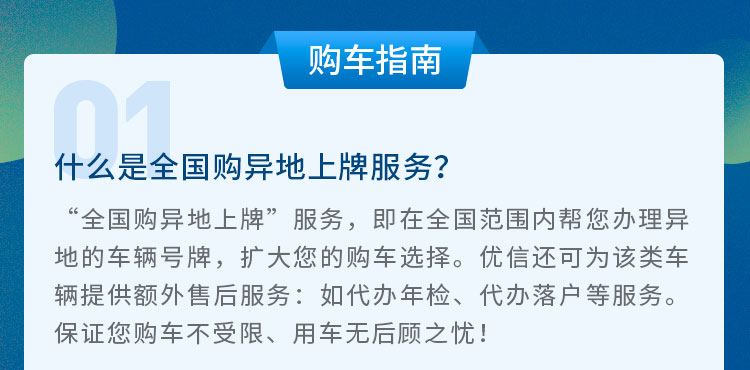 购车指南
01
什么是全国购异地上牌服务？
“全国购异地上牌”服务，即在全国范围内帮您办理异
地的车辆号牌，扩大您的购车选择。优信还可为该类车
辆提供额外售后服务：如代办年检、代办落户等服务。
保证您购车不受限、用车无后顾之忧！